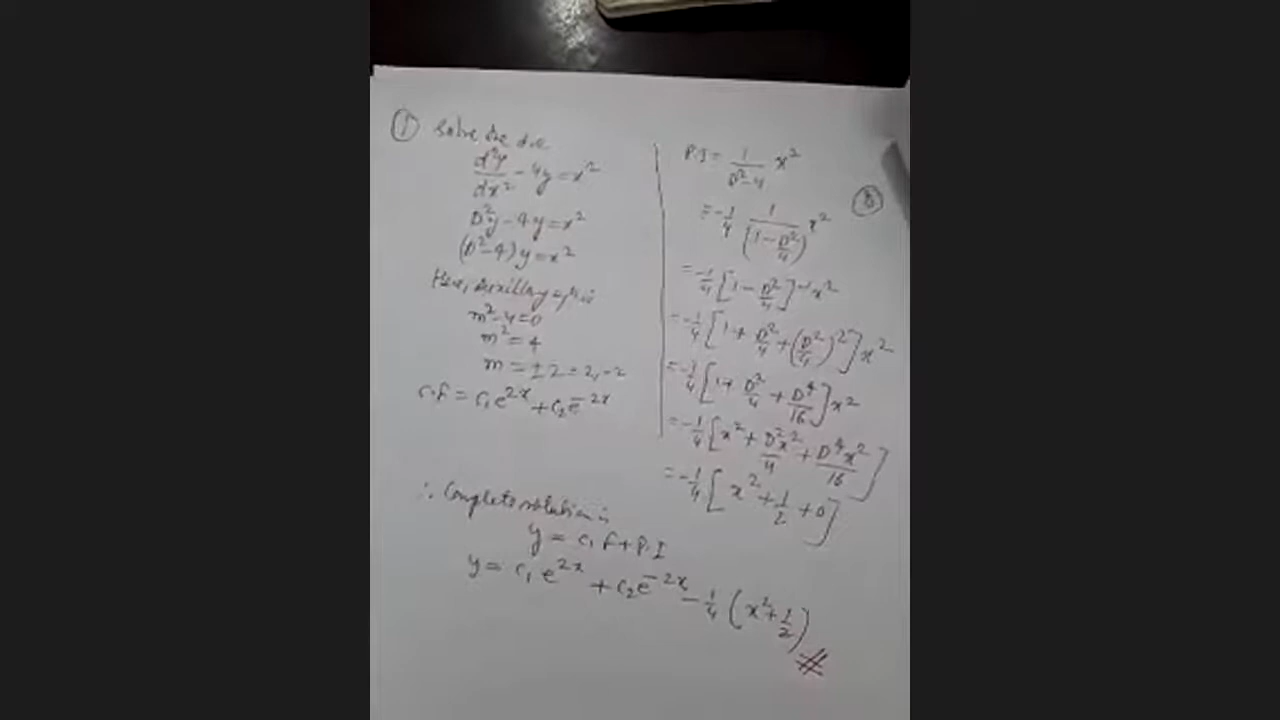 ① Solve the d.e.
d²y/dx² - 4y = x²
D²y - 4y = x²
(D² - 4) y = x²
Here, Auxillary eqn is
m² - 4 = 0
m² = 4
m = ±2 = 2, -2
C.F = C₁e^2x + C₂e^-2x
P.I = 1/(D² - 4) x²
= -1/4 1/(1 - D²/4) x²
= -1/4 [1 - D²/4]^-1 x²
= -1/4 [1 + D²/4 + (D²/4)²] x²
= -1/4 [1 + D²/4 + D⁴/16] x²
= -1/4 [x² + D²x²/4 + D⁴x²/16]
= -1/4 [x² + 1/2 + 0]
∴ Complete solution is
y = C.F + P.I
y = C₁e^2x + C₂e^-2x - 1/4 (x² + 1/2)